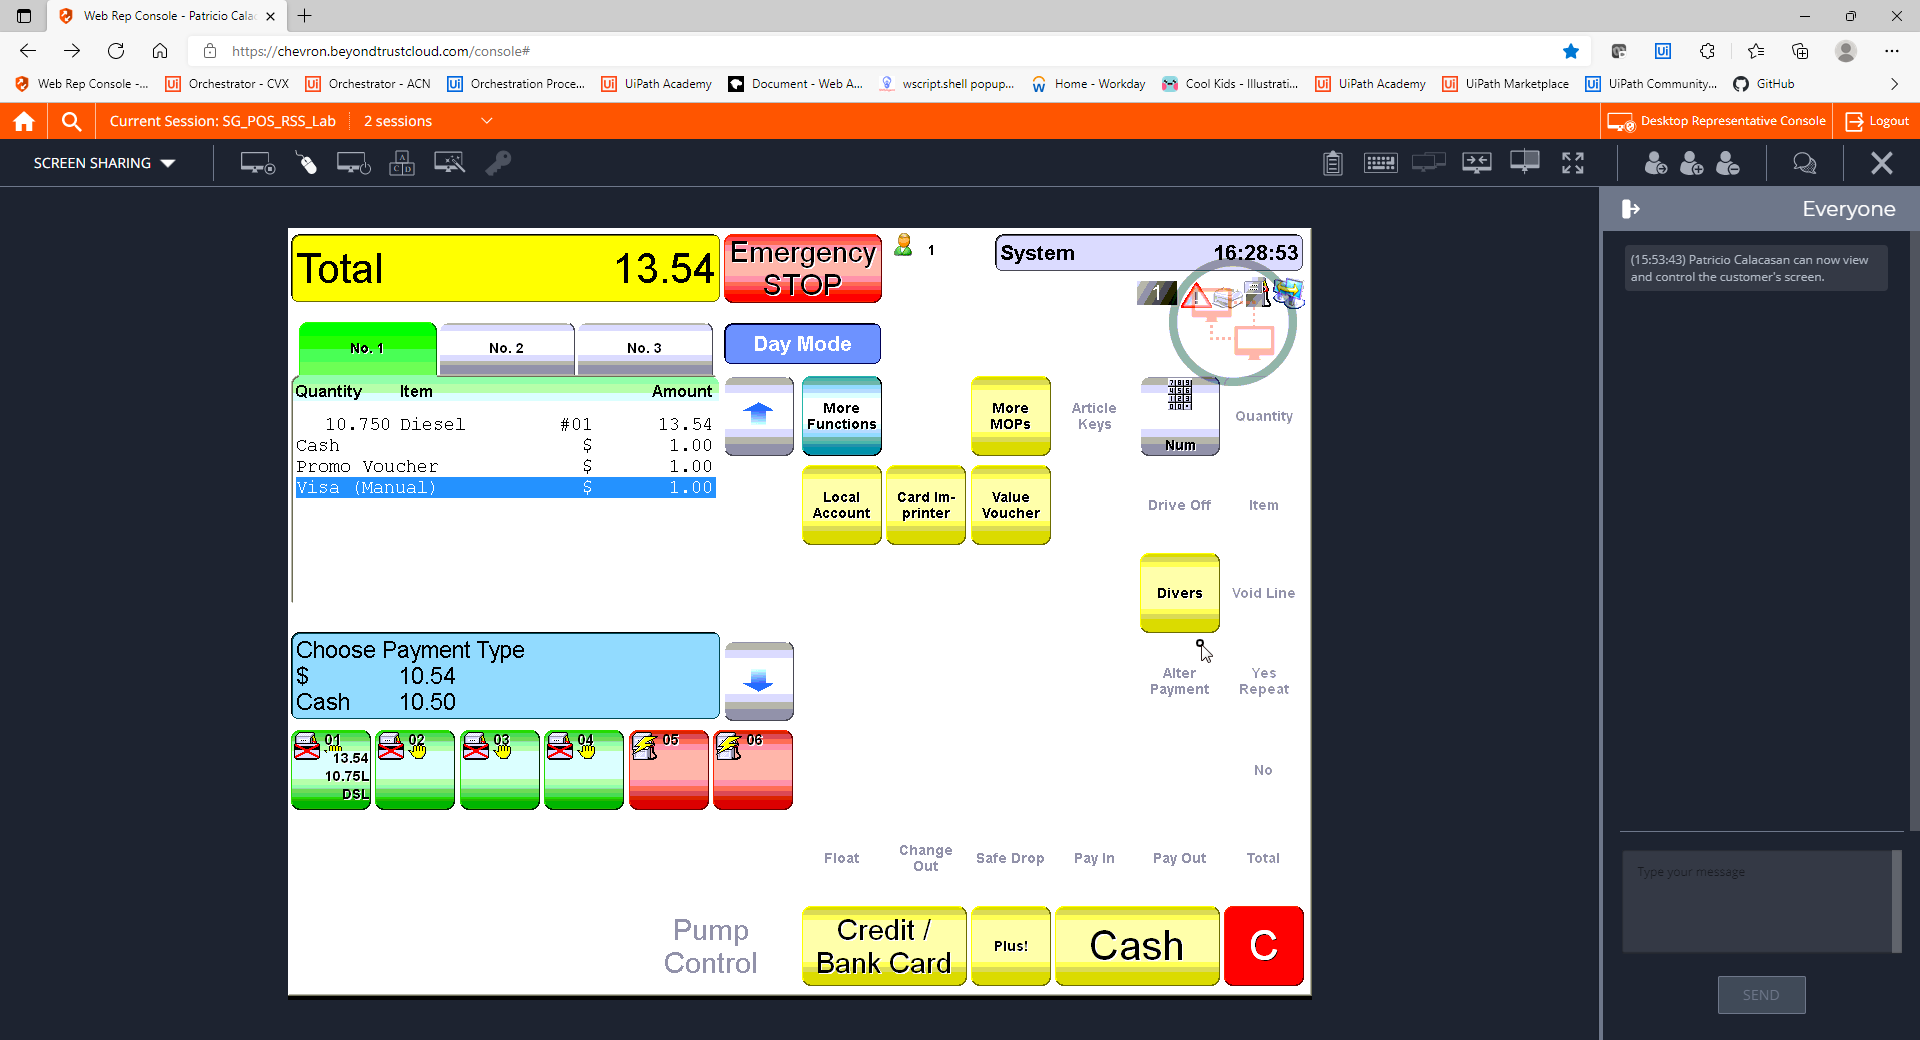 Web Rep Console - Patricio Cala
https://chevron.beyondtrustcloud.com/console#
Web Rep Console -...
Orchestrator - CVX
Orchestrator - ACN
Orchestration Proce...
UiPath Academy
Document - Web A...
wscript.shell popup...
Home - Workday
Cool Kids - Illustrati...
UiPath Academy
UiPath Marketplace
UiPath Community...
GitHub
Current Session: SG_POS_RSS_Lab
2 sessions
Desktop Representative Console
Logout
SCREEN SHARING
Everyone
(15:53:43) Patricio Calacasan can now view
and control the customer's screen.
Total 13.54
Emergency
STOP
1
System 16:28:53
1
No. 1
No. 2
No. 3
Day Mode
Quantity Item Amount
10.750 Diesel #01 13.54
Cash $ 1.00
Promo Voucher $ 1.00
Visa (Manual) $ 1.00
More
Functions
More
MOPs
Article
Keys
Num
Quantity
Local
Account
Card Im-
printer
Value
Voucher
Drive Off
Item
Divers
Void Line
Choose Payment Type
$ 10.54
Cash 10.50
Alter
Payment
Yes
Repeat
01
13.54
10.75L
DSL
02
03
04
05
06
No
Float
Change
Out
Safe Drop
Pay In
Pay Out
Total
Pump
Control
Credit /
Bank Card
Plus!
Cash
C
Type your message
SEND